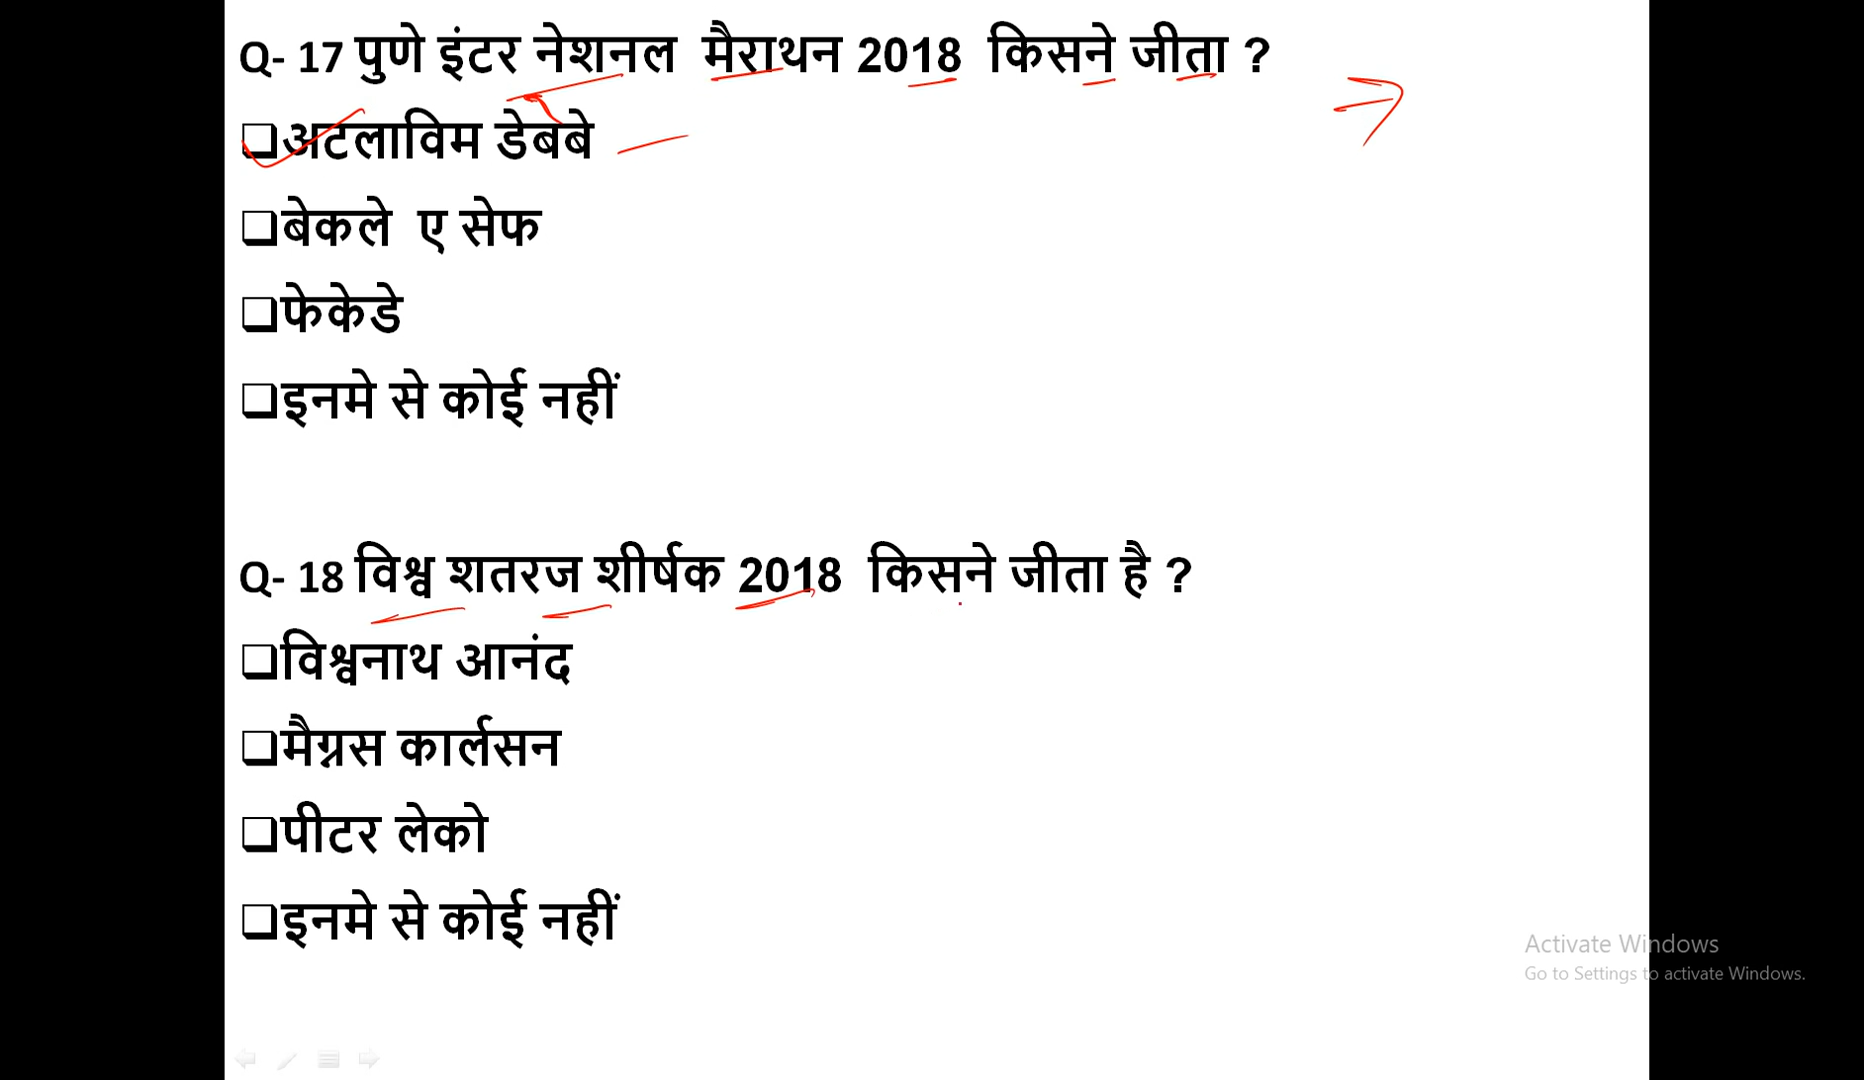 Q- 17 पुणे इंटर नेशनल मैराथन 2018 किसने जीता ?
❑अटलाविम डेबबे
❑बेकले ए सेफ
❑फेकेडे
❑इनमे से कोई नहीं
Q- 18 विश्व शतरज शीर्षक 2018 किसने जीता है ?
❑विश्वनाथ आनंद
❑मैग्नस कार्लसन
❑पीटर लेको
❑इनमे से कोई नहीं
Activate Windows
Go to Settings to activate Windows.